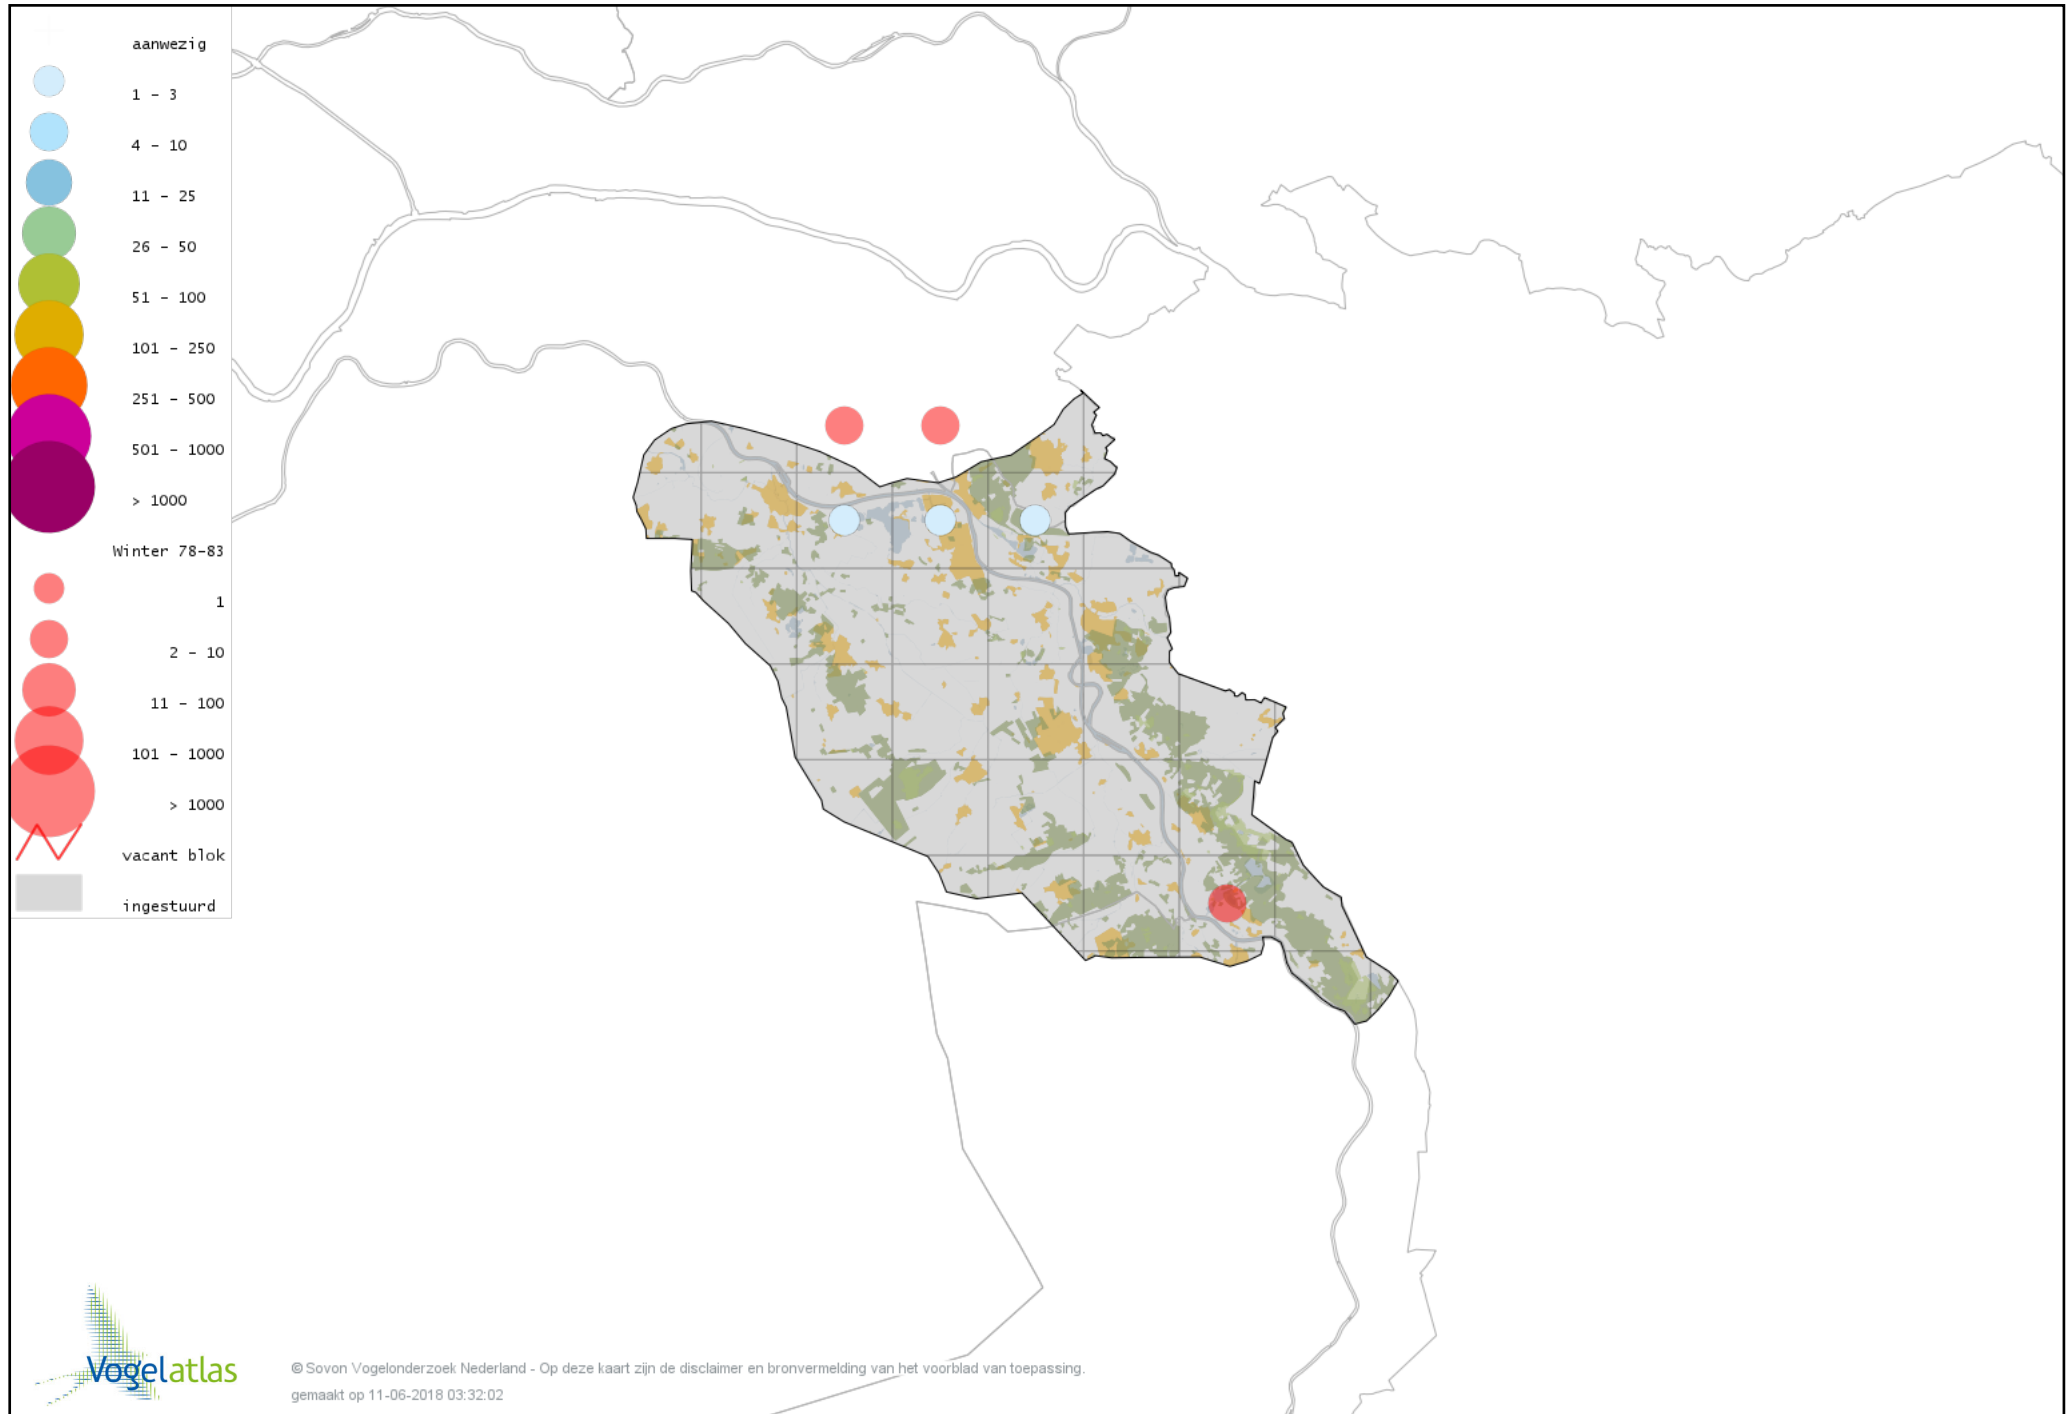 aanwezig
1 - 3
4 - 10
11 - 25
26 - 50
51 - 100
101 - 250
251 - 500
501 - 1000
> 1000
Winter 78-83
1
2 - 10
11 - 100
101 - 1000
> 1000
vacant blok
ingestuurd
Vogelatlas
© Sovon Vogelonderzoek Nederland - Op deze kaart zijn de disclaimer en bronvermelding van het voorblad van toepassing.
gemaakt op 11-06-2018 03:32:02